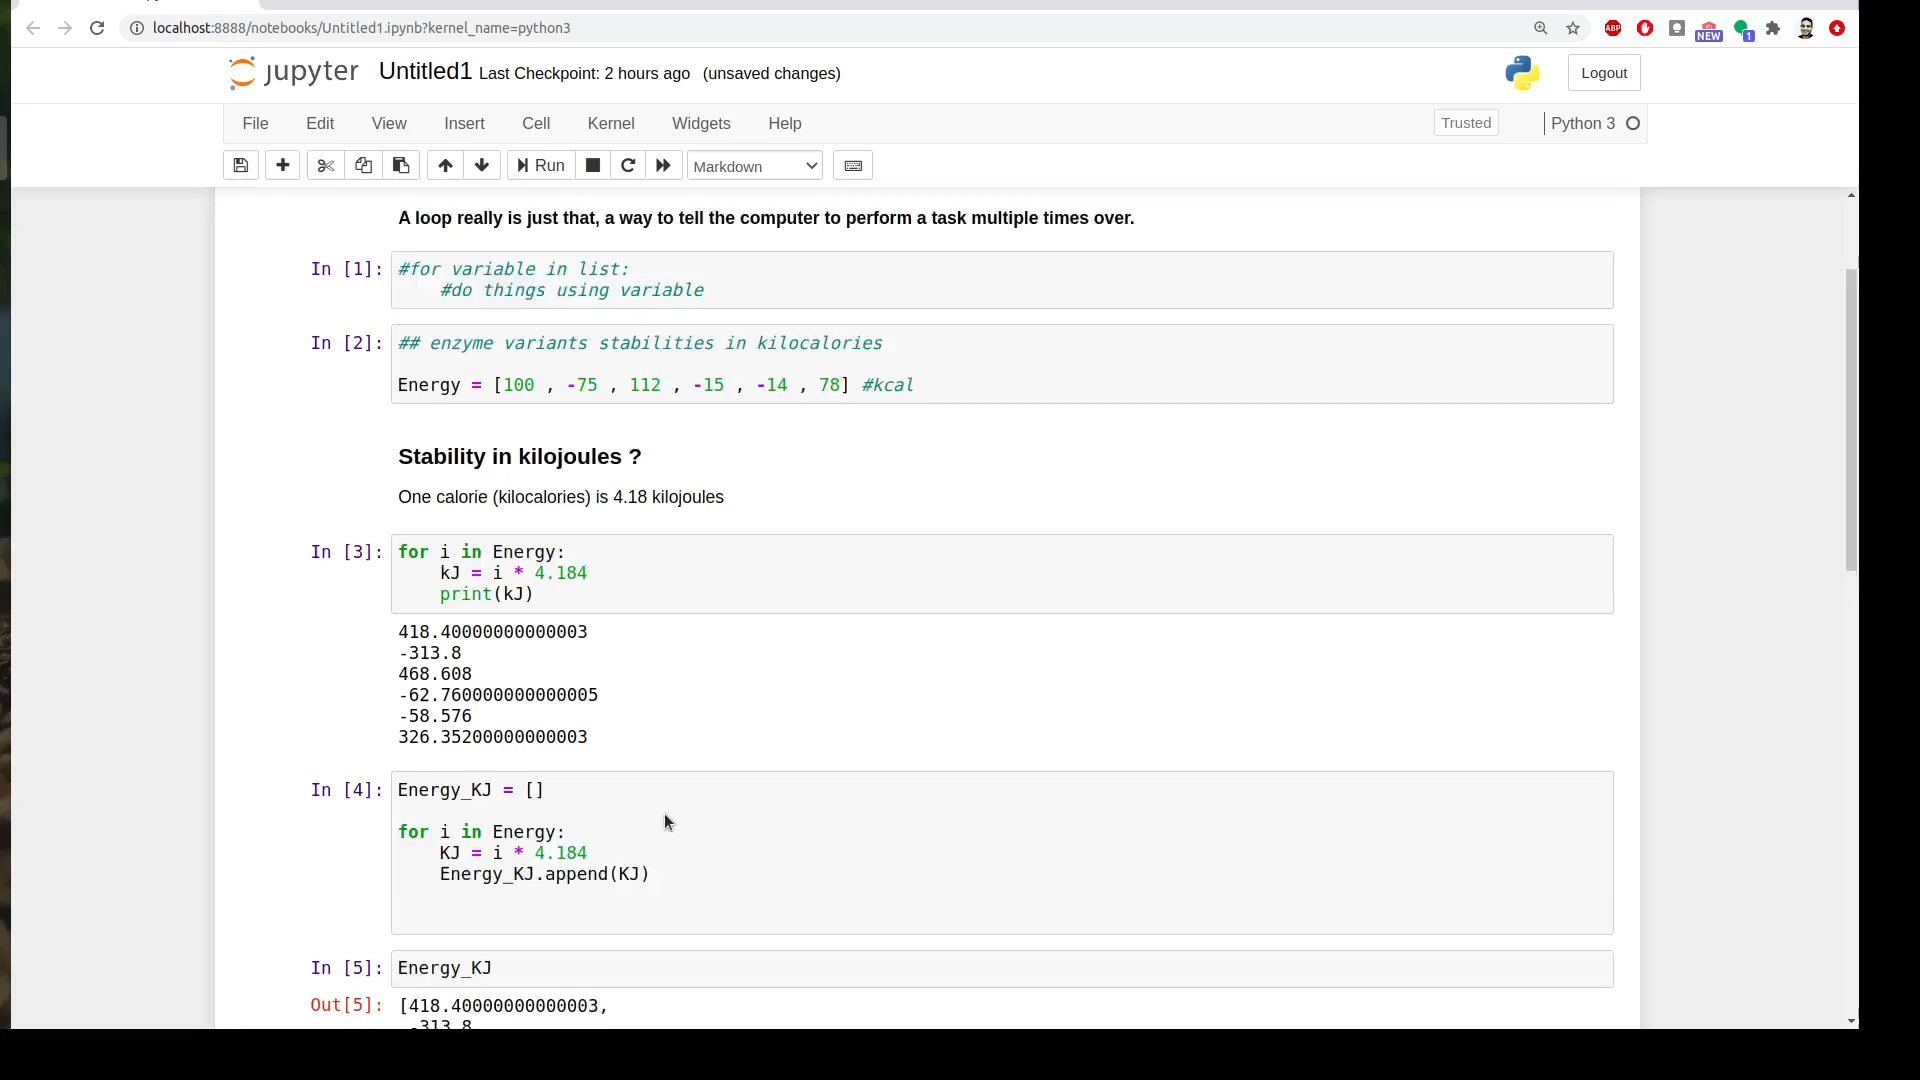 localhost:8888/notebooks/Untitled1.ipynb?kernel_name=python3
ABP
NEW
1
jupyter Untitled1 Last Checkpoint: 2 hours ago (unsaved changes)
Logout
File Edit View Insert Cell Kernel Widgets Help
Trusted
Python 3
Run
Markdown
A loop really is just that, a way to tell the computer to perform a task multiple times over.
In [1]: #for variable in list:
#do things using variable
In [2]: ## enzyme variants stabilities in kilocalories
Energy = [100 , -75 , 112 , -15 , -14 , 78] #kcal
Stability in kilojoules ?
One calorie (kilocalories) is 4.18 kilojoules
In [3]: for i in Energy:
kJ = i * 4.184
print(kJ)
418.40000000000003
-313.8
468.608
-62.760000000000005
-58.576
326.35200000000003
In [4]: Energy_KJ = []
for i in Energy:
KJ = i * 4.184
Energy_KJ.append(KJ)
In [5]: Energy_KJ
Out[5]: [418.40000000000003,
-313.8